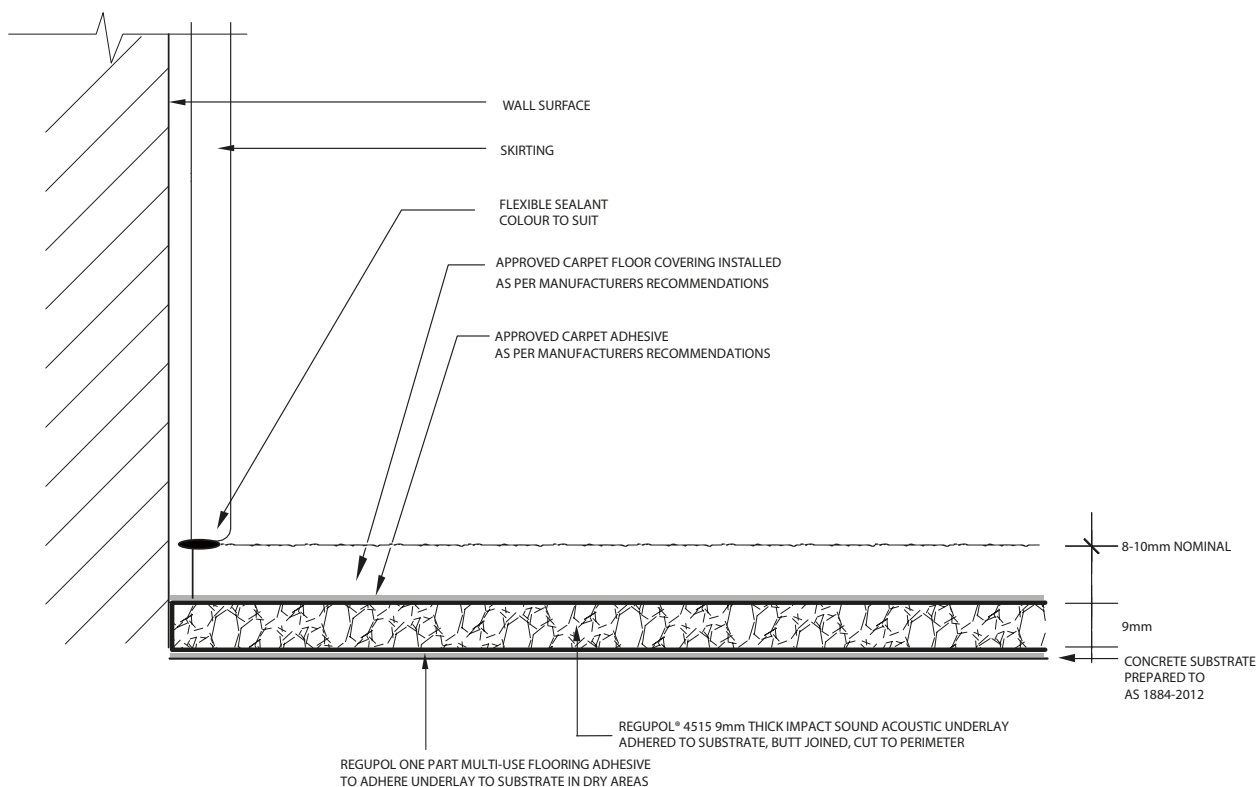 WALL SURFACE
SKIRTING
FLEXIBLE SEALANT
COLOUR TO SUIT
APPROVED CARPET FLOOR COVERING INSTALLED
AS PER MANUFACTURERS RECOMMENDATIONS
APPROVED CARPET ADHESIVE
AS PER MANUFACTURERS RECOMMENDATIONS
8-10mm NOMINAL
9mm
CONCRETE SUBSTRATE
PREPARED TO
AS 1884-2012
REGUPOL® 4515 9mm THICK IMPACT SOUND ACOUSTIC UNDERLAY
ADHERED TO SUBSTRATE, BUTT JOINED, CUT TO PERIMETER
REGUPOL ONE PART MULTI-USE FLOORING ADHESIVE
TO ADHERE UNDERLAY TO SUBSTRATE IN DRY AREAS